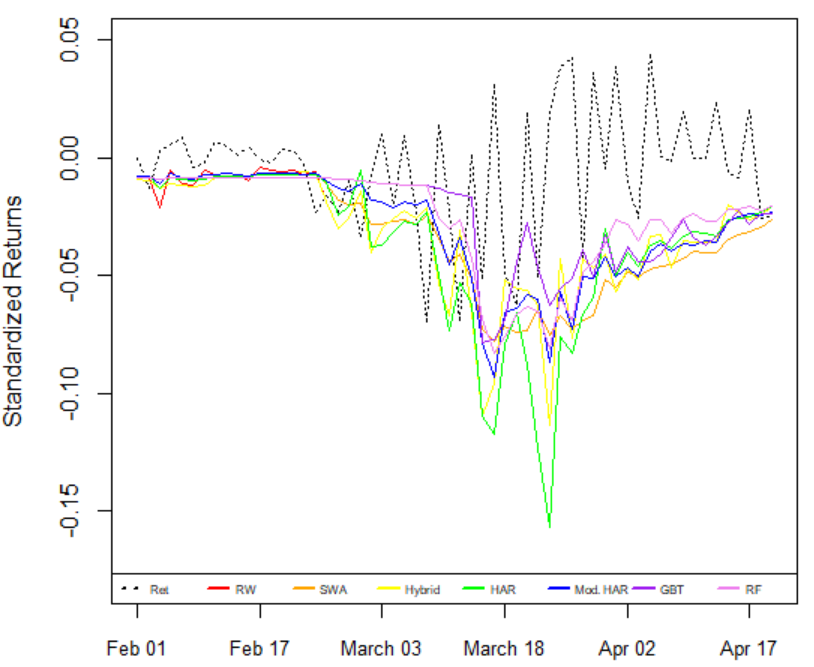 Standardized Returns
0.05
0.00
-0.05
-0.10
-0.15
Ret RW SWA Hybrid HAR Mod. HAR GBT RF
Feb 01 Feb 17 March 03 March 18 Apr 02 Apr 17